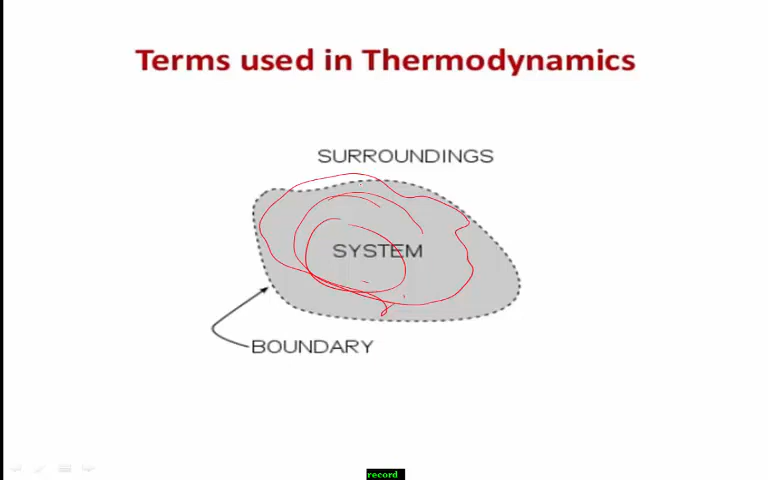 Terms used in Thermodynamics
SURROUNDINGS
SYSTEM
BOUNDARY
record